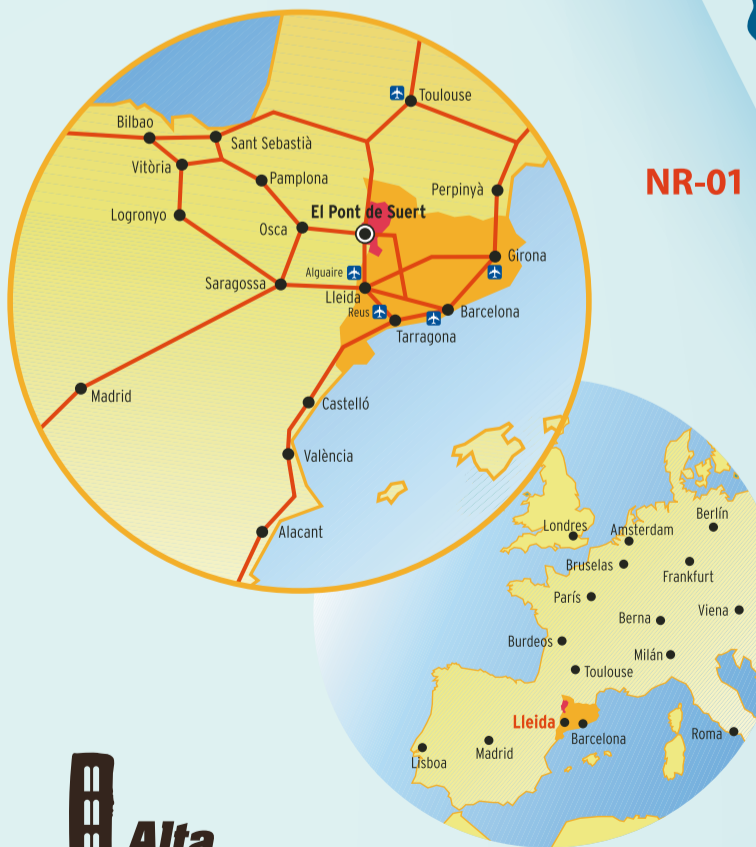 Toulouse
Bilbao
Sant Sebastià
Vitòria
Pamplona
Perpinyà
NR-01
Logronyo
El Pont de Suert
Osca
Girona
Alguaire
Saragossa
Lleida
Reus
Barcelona
Tarragona
Madrid
Castelló
València
Alacant
Londres
Amsterdam
Berlín
Bruselas
Frankfurt
París
Berna
Viena
Burdeos
Milán
Toulouse
Lleida
Barcelona
Roma
Madrid
Lisboa
Alta